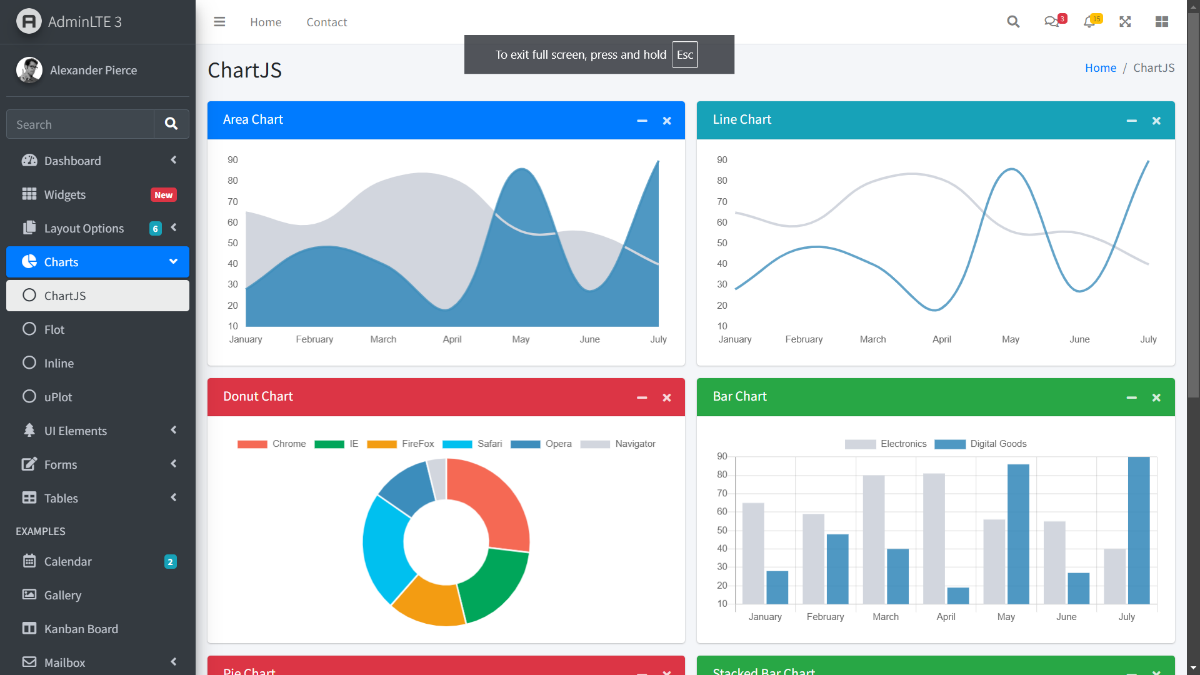 AdminLTE 3
Alexander Pierce
Search
Dashboard
Widgets New
Layout Options 6
Charts
ChartJS
Flot
Inline
uPlot
UI Elements
Forms
Tables
EXAMPLES
Calendar 2
Gallery
Kanban Board
Mailbox
Home Contact
3 15
To exit full screen, press and hold Esc
ChartJS
Home / ChartJS
Area Chart
90
80
70
60
50
40
30
20
10
January February March April May June July
Line Chart
90
80
70
60
50
40
30
20
10
January February March April May June July
Donut Chart
Chrome IE FireFox Safari Opera Navigator
Bar Chart
Electronics Digital Goods
90
80
70
60
50
40
30
20
10
January February March April May June July
Pie Chart
Stacked Bar Chart